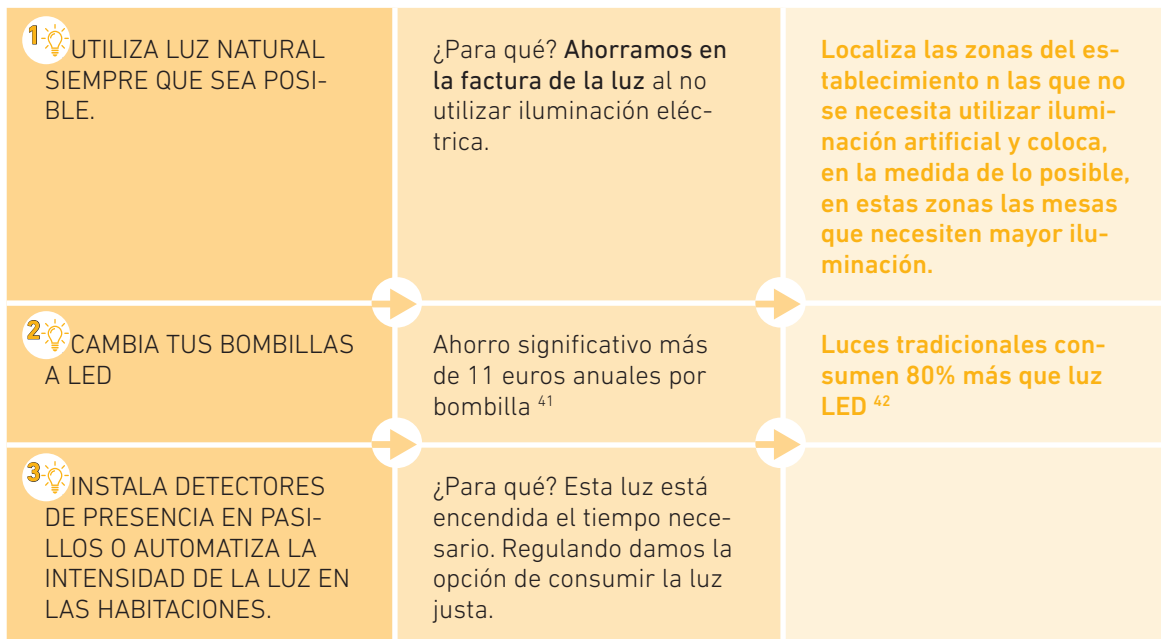 1
UTILIZA LUZ NATURAL
SIEMPRE QUE SEA POSI-
BLE.
¿Para qué? Ahorramos en
la factura de la luz al no
utilizar iluminación eléc-
trica.
Localiza las zonas del es-
tablecimiento n las que no
se necesita utilizar ilumi-
nación artificial y coloca,
en la medida de lo posible,
en estas zonas las mesas
que necesiten mayor ilu-
minación.
2
CAMBIA TUS BOMBILLAS
A LED
Ahorro significativo más
de 11 euros anuales por
bombilla 41
Luces tradicionales con-
sumen 80% más que luz
LED 42
3
INSTALA DETECTORES
DE PRESENCIA EN PASI-
LLOS O AUTOMATIZA LA
INTENSIDAD DE LA LUZ EN
LAS HABITACIONES.
¿Para qué? Esta luz está
encendida el tiempo nece-
sario. Regulando damos la
opción de consumir la luz
justa.